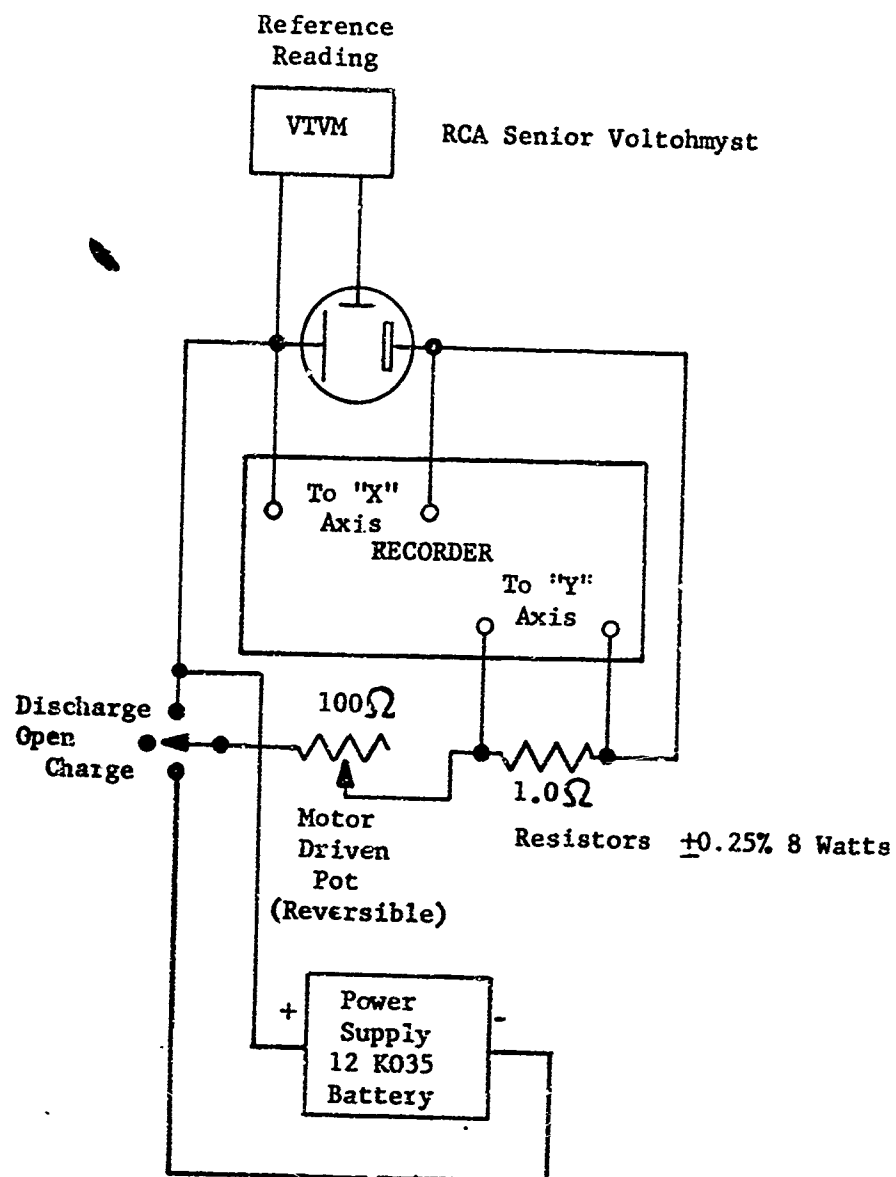 Reference
Reading
VTVM
RCA Senior Voltohmyst
To "X"
Axis
RECORDER
To "Y"
Axis
Discharge
Open
Charge
100Ω
1.0Ω
Motor
Driven
Pot
(Reversible)
Resistors ±0.25% 8 Watts
+
-
Power
Supply
12 KO35
Battery